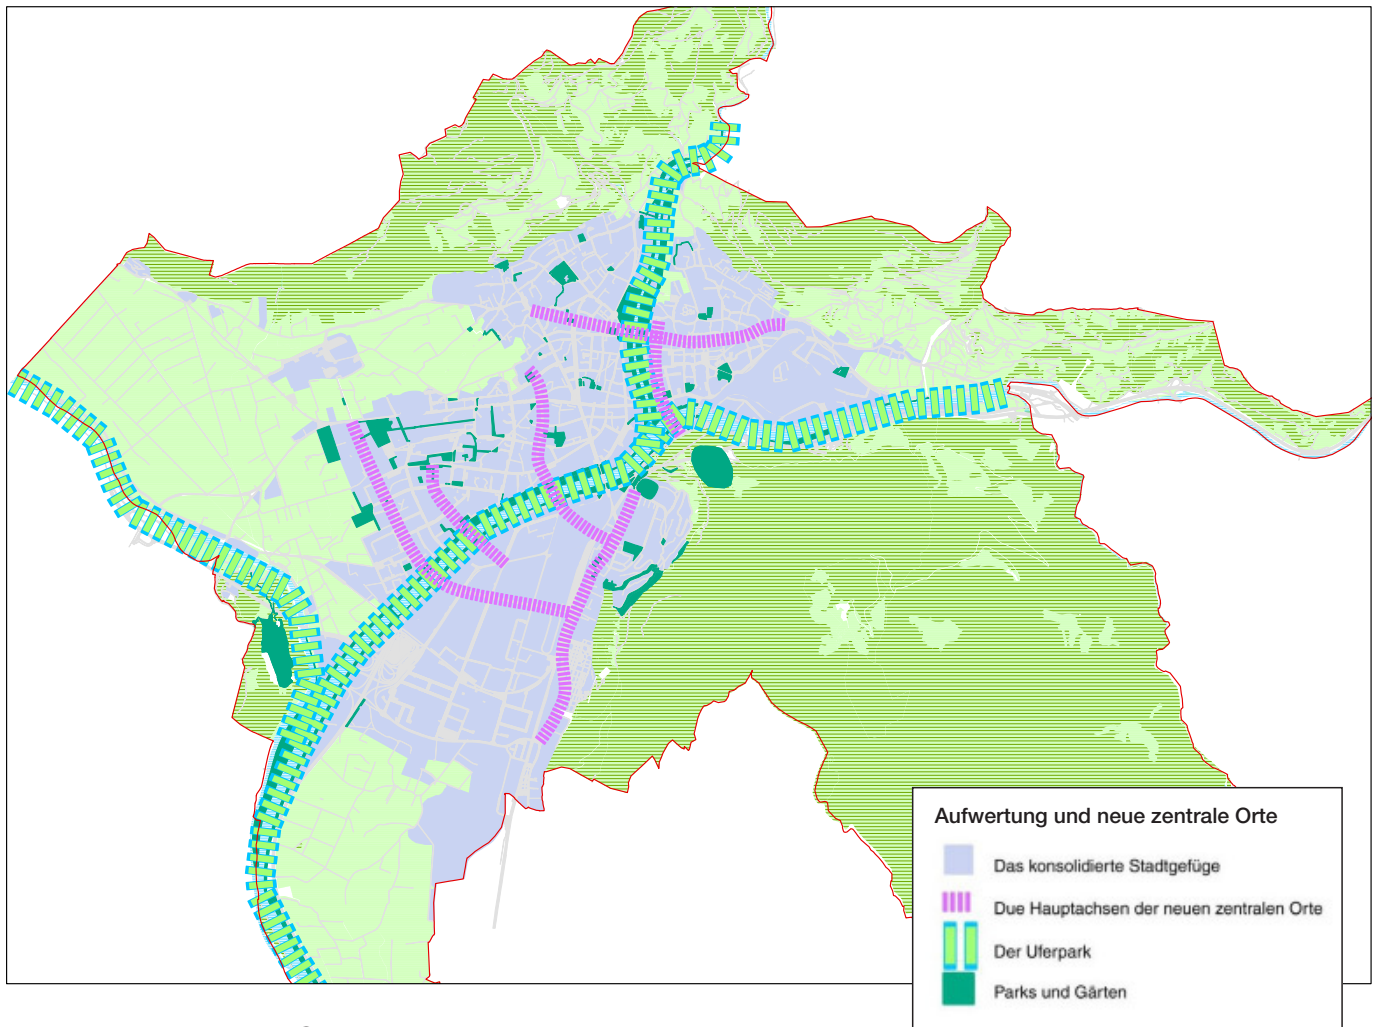 Aufwertung und neue zentrale Orte
Das konsolidierte Stadtgefüge
Due Hauptachsen der neuen zentralen Orte
Der Uferpark
Parks und Gärten